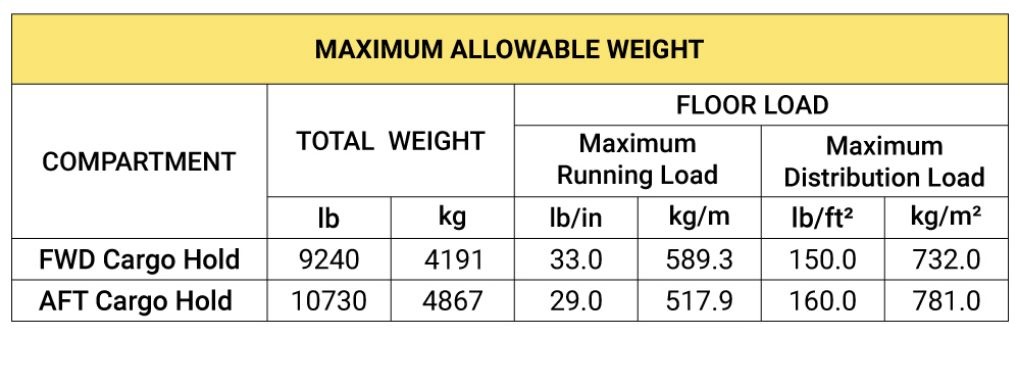 MAXIMUM ALLOWABLE WEIGHT
COMPARTMENT
TOTAL WEIGHT
FLOOR LOAD
Maximum
Running Load
Maximum
Distribution Load
lb kg lb/in kg/m lb/ft² kg/m²
FWD Cargo Hold 9240 4191 33.0 589.3 150.0 732.0
AFT Cargo Hold 10730 4867 29.0 517.9 160.0 781.0